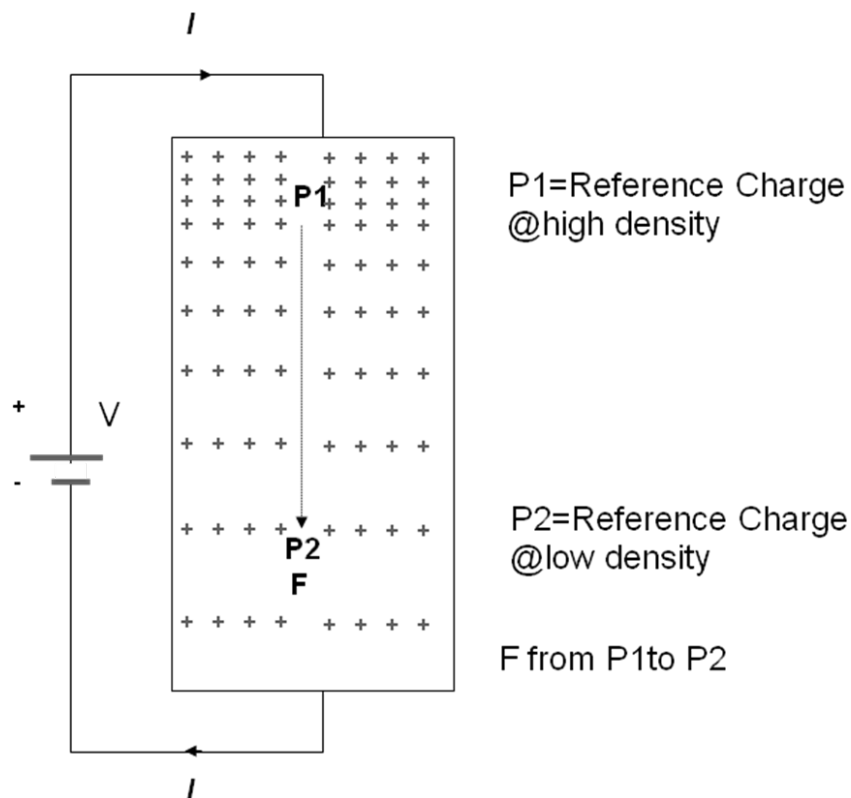 I
P1
P1=Reference Charge
@high density
+
V
-
P2
F
P2=Reference Charge
@low density
F from P1to P2
I